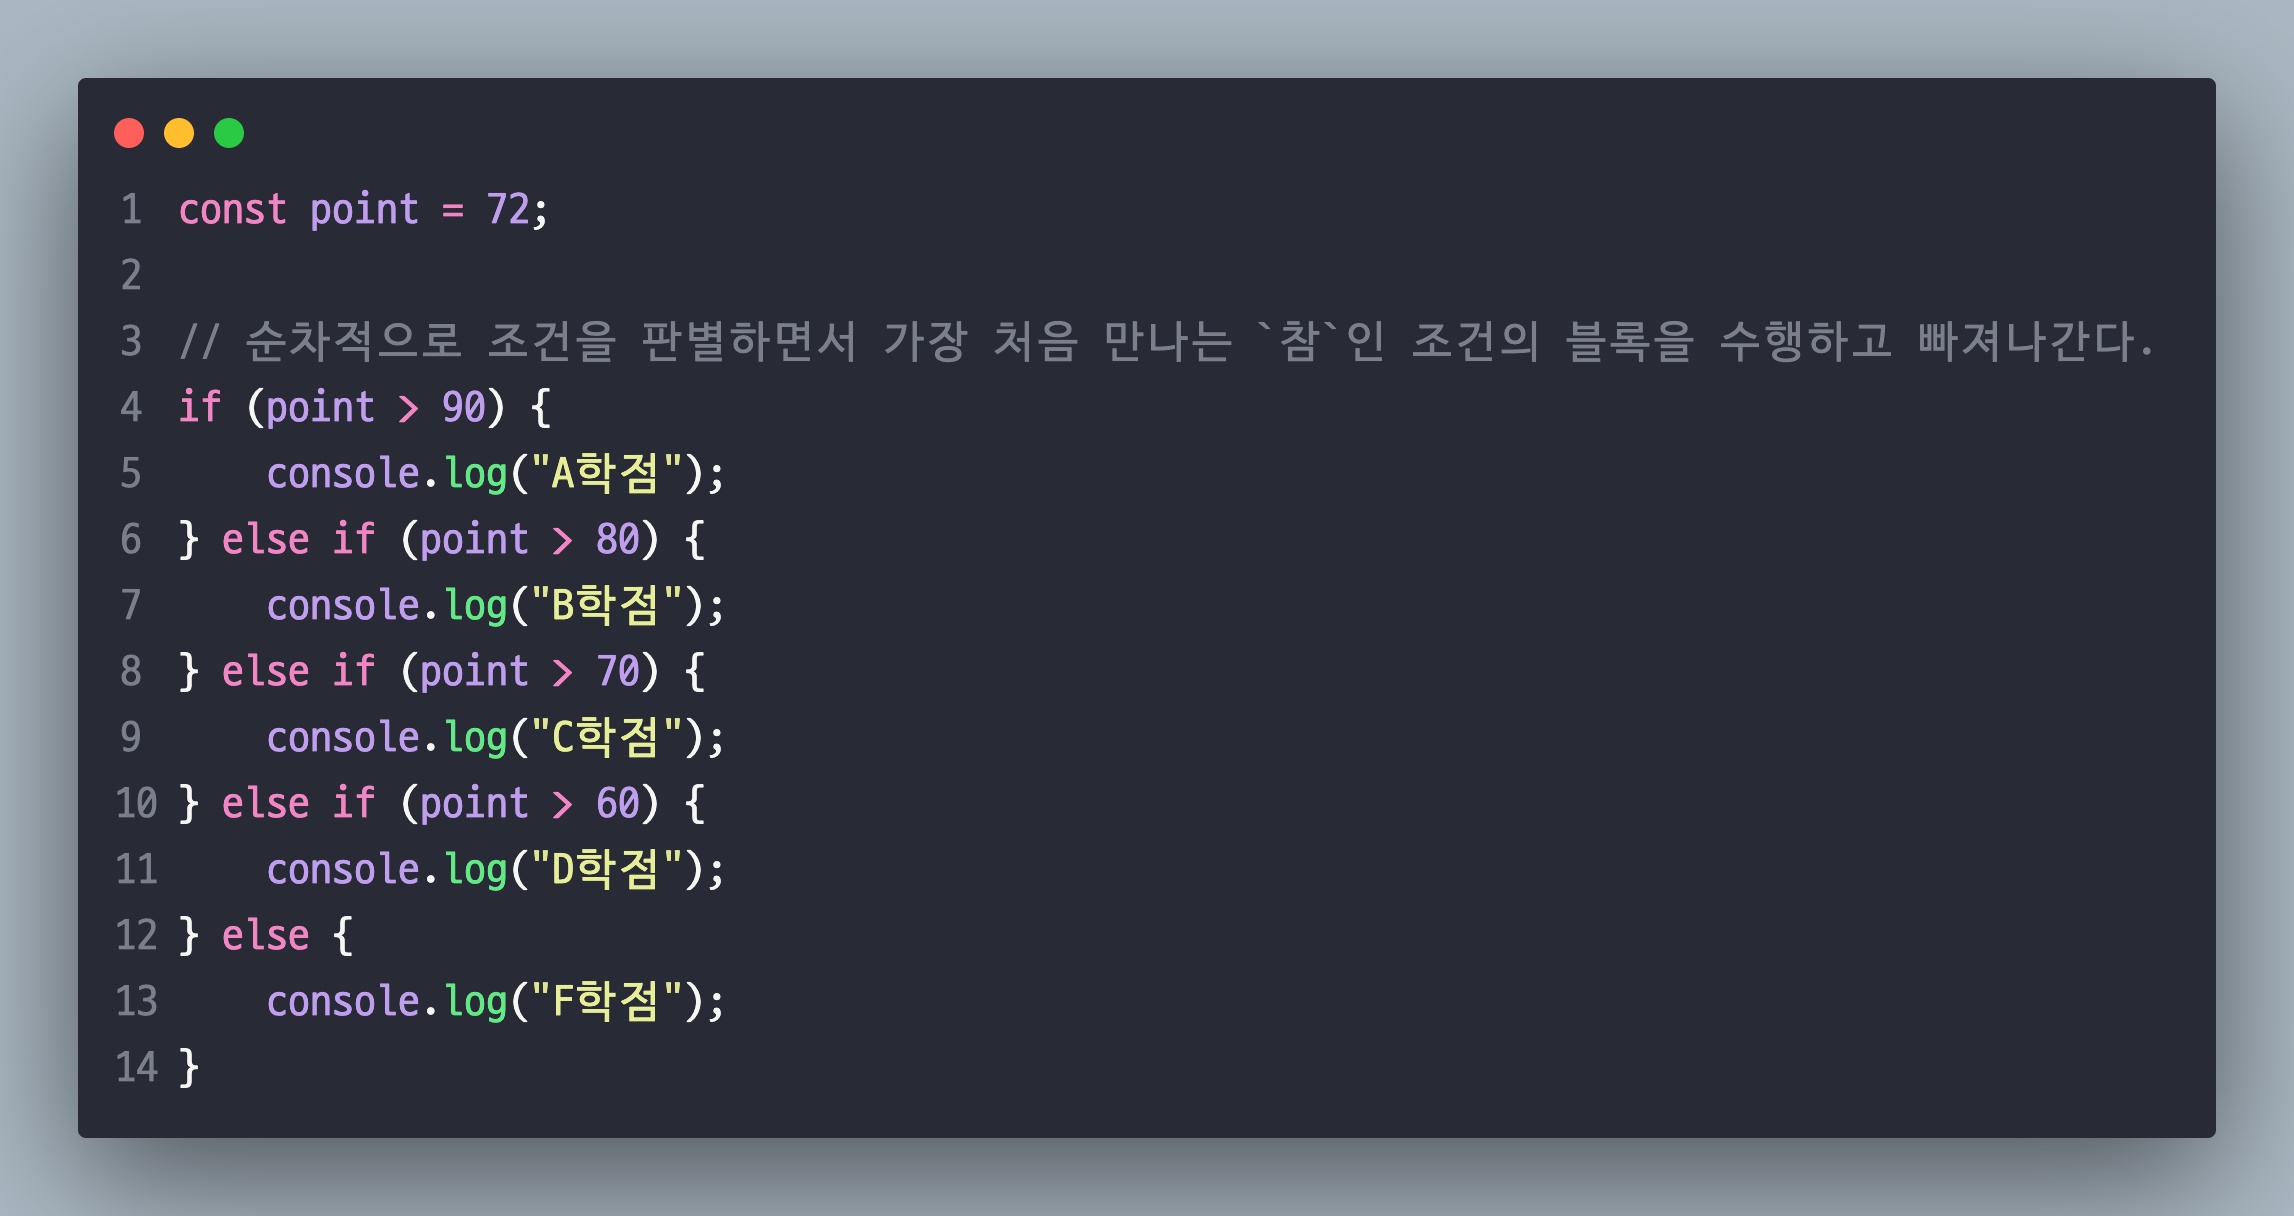 1 const point = 72;
2
3 // 순차적으로 조건을 판별하면서 가장 처음 만나는 `참`인 조건의 블록을 수행하고 빠져나간다.
4 if (point > 90) {
5     console.log("A학점");
6 } else if (point > 80) {
7     console.log("B학점");
8 } else if (point > 70) {
9     console.log("C학점");
10 } else if (point > 60) {
11     console.log("D학점");
12 } else {
13     console.log("F학점");
14 }